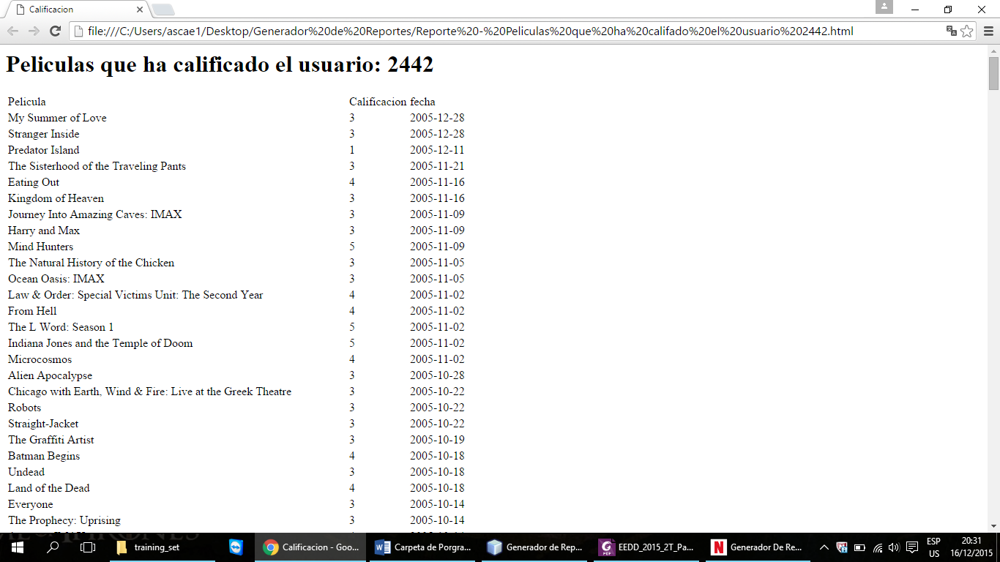 Calificacion
file:///C:/Users/ascae1/Desktop/Generador%20de%20Reportes/Reporte%20-%20Peliculas%20que%20ha%20califado%20el%20usuario%202442.html
Peliculas que ha calificado el usuario: 2442
Pelicula Calificacion fecha
My Summer of Love 3 2005-12-28
Stranger Inside 3 2005-12-28
Predator Island 1 2005-12-11
The Sisterhood of the Traveling Pants 3 2005-11-21
Eating Out 4 2005-11-16
Kingdom of Heaven 3 2005-11-16
Journey Into Amazing Caves: IMAX 3 2005-11-09
Harry and Max 3 2005-11-09
Mind Hunters 5 2005-11-09
The Natural History of the Chicken 3 2005-11-05
Ocean Oasis: IMAX 3 2005-11-05
Law & Order: Special Victims Unit: The Second Year 4 2005-11-02
From Hell 4 2005-11-02
The L Word: Season 1 5 2005-11-02
Indiana Jones and the Temple of Doom 5 2005-11-02
Microcosmos 4 2005-11-02
Alien Apocalypse 3 2005-10-28
Chicago with Earth, Wind & Fire: Live at the Greek Theatre 3 2005-10-22
Robots 3 2005-10-22
Straight-Jacket 3 2005-10-22
The Graffiti Artist 3 2005-10-19
Batman Begins 4 2005-10-18
Undead 3 2005-10-18
Land of the Dead 4 2005-10-18
Everyone 3 2005-10-14
The Prophecy: Uprising 3 2005-10-14
training_set Calificacion - Goo... Carpeta de Porgra... Generador de Rep... EEDD_2015_2T_Pa... Generador De Re... ESP 20:31
US 16/12/2015